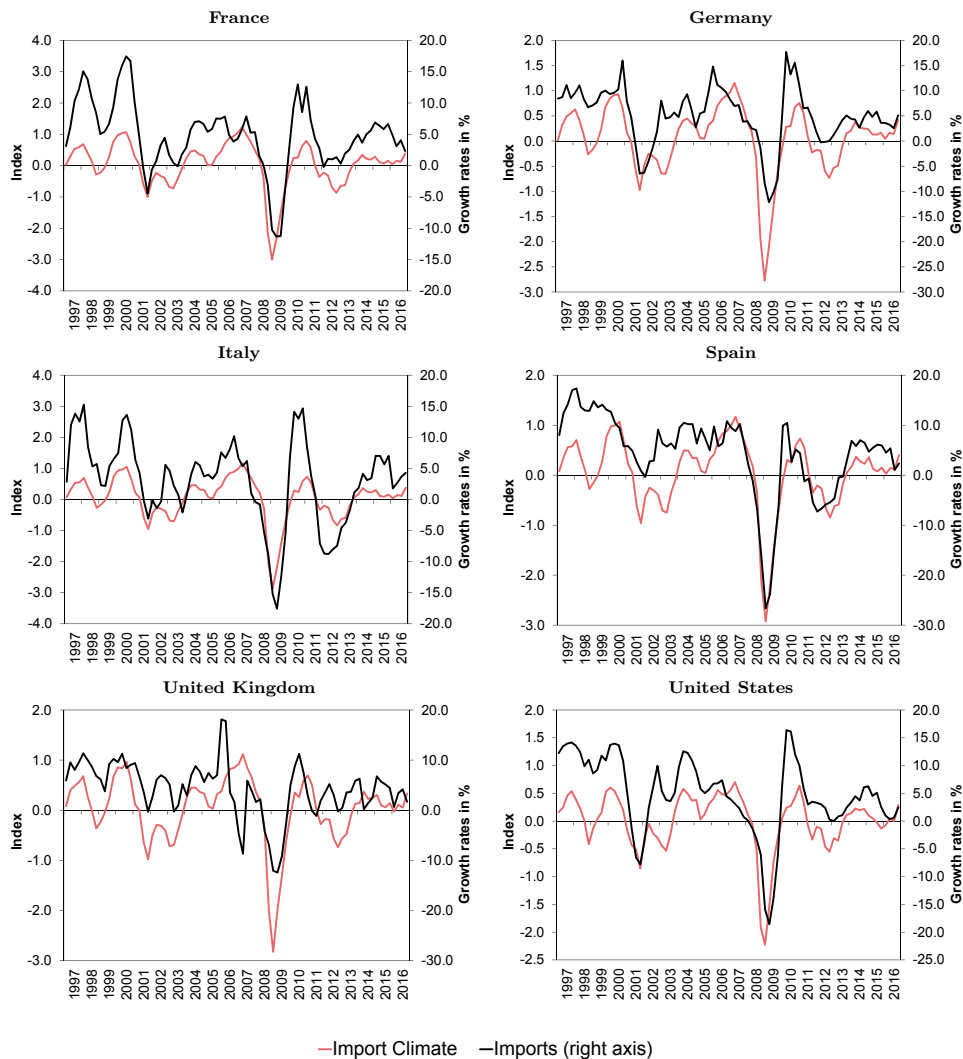 France
4.0 20.0
3.0 15.0
2.0 10.0
1.0 5.0
0.0 0.0
-1.0 -5.0
-2.0 -10.0
-3.0 -15.0
-4.0 -20.0
Index
Growth rates in %
1997 1998 1999 2000 2001 2002 2003 2004 2005 2006 2007 2008 2009 2010 2011 2012 2013 2014 2015 2016
Germany
2.0 20.0
1.5 15.0
1.0 10.0
0.5 5.0
0.0 0.0
-0.5 -5.0
-1.0 -10.0
-1.5 -15.0
-2.0 -20.0
-2.5 -25.0
-3.0 -30.0
Index
Growth rates in %
1997 1998 1999 2000 2001 2002 2003 2004 2005 2006 2007 2008 2009 2010 2011 2012 2013 2014 2015 2016
Italy
4.0 20.0
3.0 15.0
2.0 10.0
1.0 5.0
0.0 0.0
-1.0 -5.0
-2.0 -10.0
-3.0 -15.0
-4.0 -20.0
Index
Growth rates in %
1997 1998 1999 2000 2001 2002 2003 2004 2005 2006 2007 2008 2009 2010 2011 2012 2013 2014 2015 2016
Spain
2.0 20.0
1.0 10.0
0.0 0.0
-1.0 -10.0
-2.0 -20.0
-3.0 -30.0
Index
Growth rates in %
1997 1998 1999 2000 2001 2002 2003 2004 2005 2006 2007 2008 2009 2010 2011 2012 2013 2014 2015 2016
United Kingdom
2.0 20.0
1.0 10.0
0.0 0.0
-1.0 -10.0
-2.0 -20.0
-3.0 -30.0
Index
Growth rates in %
1997 1998 1999 2000 2001 2002 2003 2004 2005 2006 2007 2008 2009 2010 2011 2012 2013 2014 2015 2016
United States
2.0 20.0
1.5 15.0
1.0 10.0
0.5 5.0
0.0 0.0
-0.5 -5.0
-1.0 -10.0
-1.5 -15.0
-2.0 -20.0
-2.5 -25.0
Index
Growth rates in %
1997 1998 1999 2000 2001 2002 2003 2004 2005 2006 2007 2008 2009 2010 2011 2012 2013 2014 2015 2016
Import Climate Imports (right axis)